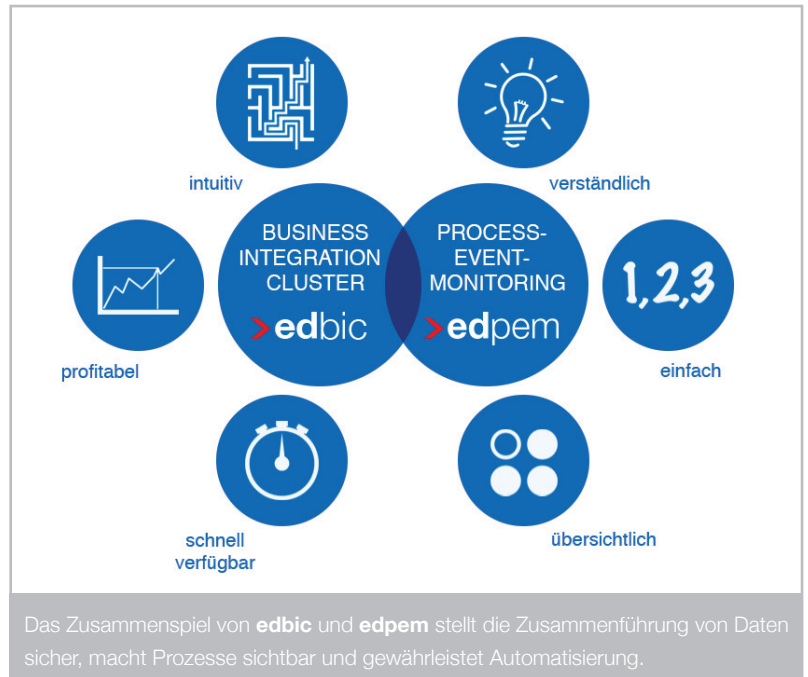 intuitiv
verständlich
BUSINESS
INTEGRATION
CLUSTER
>edbic
PROCESS-
EVENT-
MONITORING
>edpem
profitabel
1,2,3
einfach
schnell
verfügbar
übersichtlich
Das Zusammenspiel von edbic und edpem stellt die Zusammenführung von Daten
sicher, macht Prozesse sichtbar und gewährleistet Automatisierung.